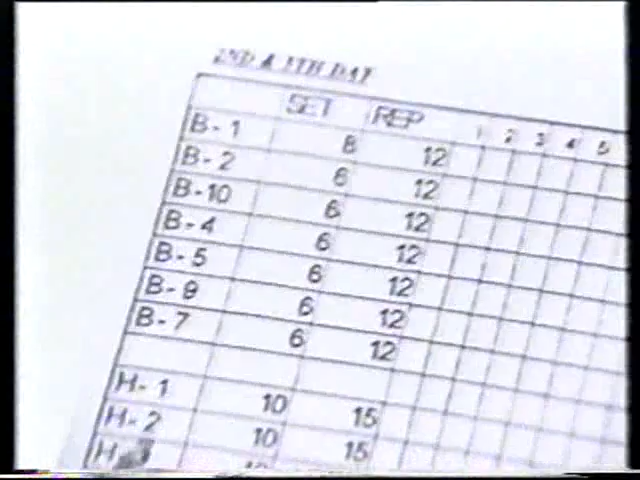 2ND & 5TH DAY
SET REP 1 2 3 4 5
B-1 8 12
B-2 6 12
B-10 6 12
B-4 6 12
B-5 6 12
B-9 6 12
B-7 6 12
H-1 10 15
H-2 10 15
H-